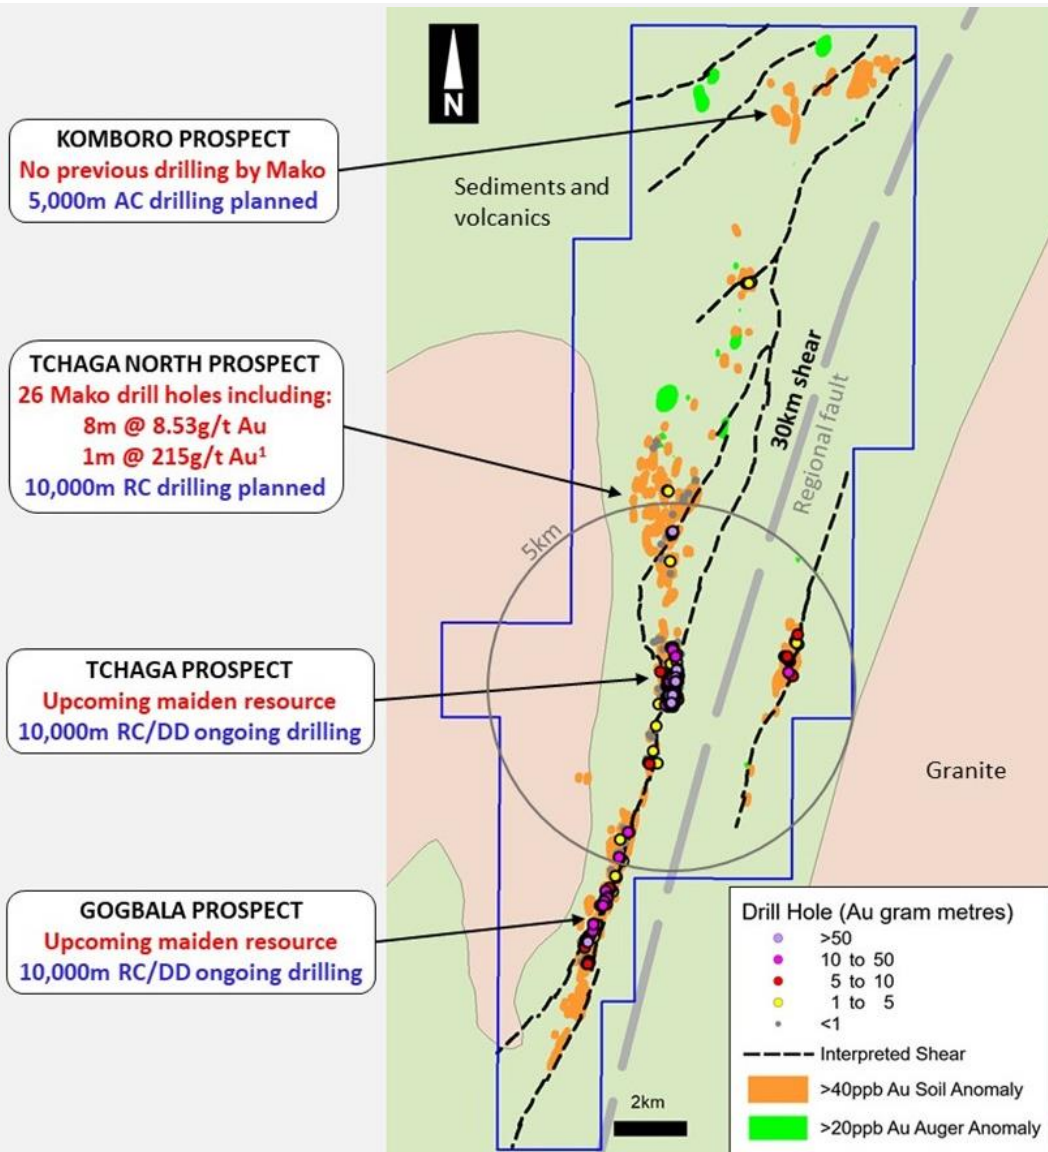 N
KOMBORO PROSPECT
No previous drilling by Mako
5,000m AC drilling planned
Sediments and
volcanics
TCHAGA NORTH PROSPECT
26 Mako drill holes including:
8m @ 8.53g/t Au
1m @ 215g/t Au¹
10,000m RC drilling planned
30km shear
Regional fault
5km
TCHAGA PROSPECT
Upcoming maiden resource
10,000m RC/DD ongoing drilling
Granite
GOGBALA PROSPECT
Upcoming maiden resource
10,000m RC/DD ongoing drilling
Drill Hole (Au gram metres)
>50
10 to 50
5 to 10
1 to 5
<1
Interpreted Shear
>40ppb Au Soil Anomaly
>20ppb Au Auger Anomaly
2km